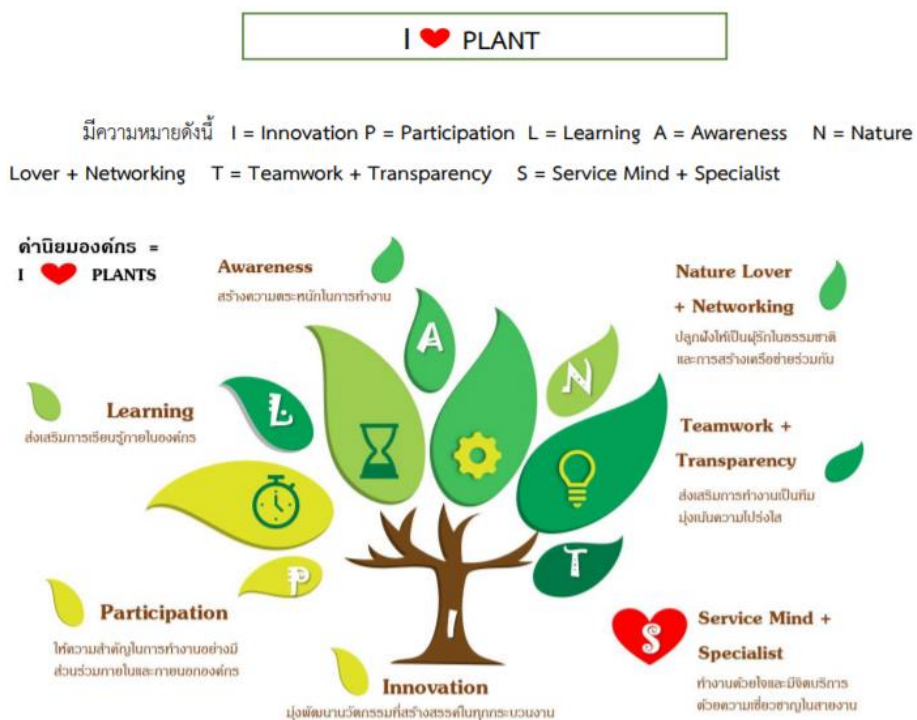 I ❤ PLANT
มีความหมายดังนี้ I = Innovation P = Participation L = Learning A = Awareness N = Nature
Lover + Networking T = Teamwork + Transparency S = Service Mind + Specialist
ค่านิยมองค์กร =
I ❤ PLANTS
Awareness
สร้างความตระหนักในการทำงาน
Nature Lover
+ Networking
ปลูกฝังให้เป็นผู้รักในธรรมชาติ
และการสร้างเครือข่ายร่วมกัน
A
N
Learning
ส่งเสริมการเรียนรู้ภายในองค์กร
L
Teamwork +
Transparency
ส่งเสริมการทำงานเป็นทีม
มุ่งเน้นความโปร่งใส
P
T
Participation
ให้ความสำคัญในการทำงานอย่างมี
ส่วนร่วมภายในและภายนอกองค์กร
I
Innovation
มุ่งพัฒนานวัตกรรมที่สร้างสรรค์ในทุกกระบวนงาน
S
Service Mind +
Specialist
ทำงานด้วยใจและมีจิตบริการ
ด้วยความเชี่ยวชาญในสายงาน